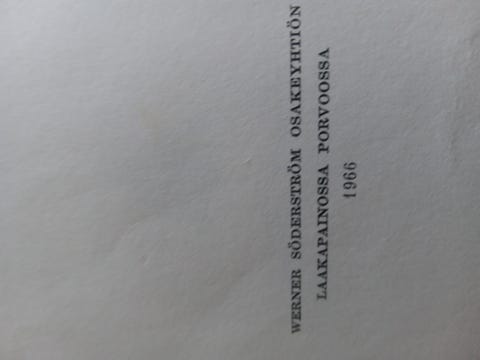 WERNER SÖDERSTRÖM OSAKEYHTIÖN
LAAKAPAINOSSA PORVOOSSA
1966